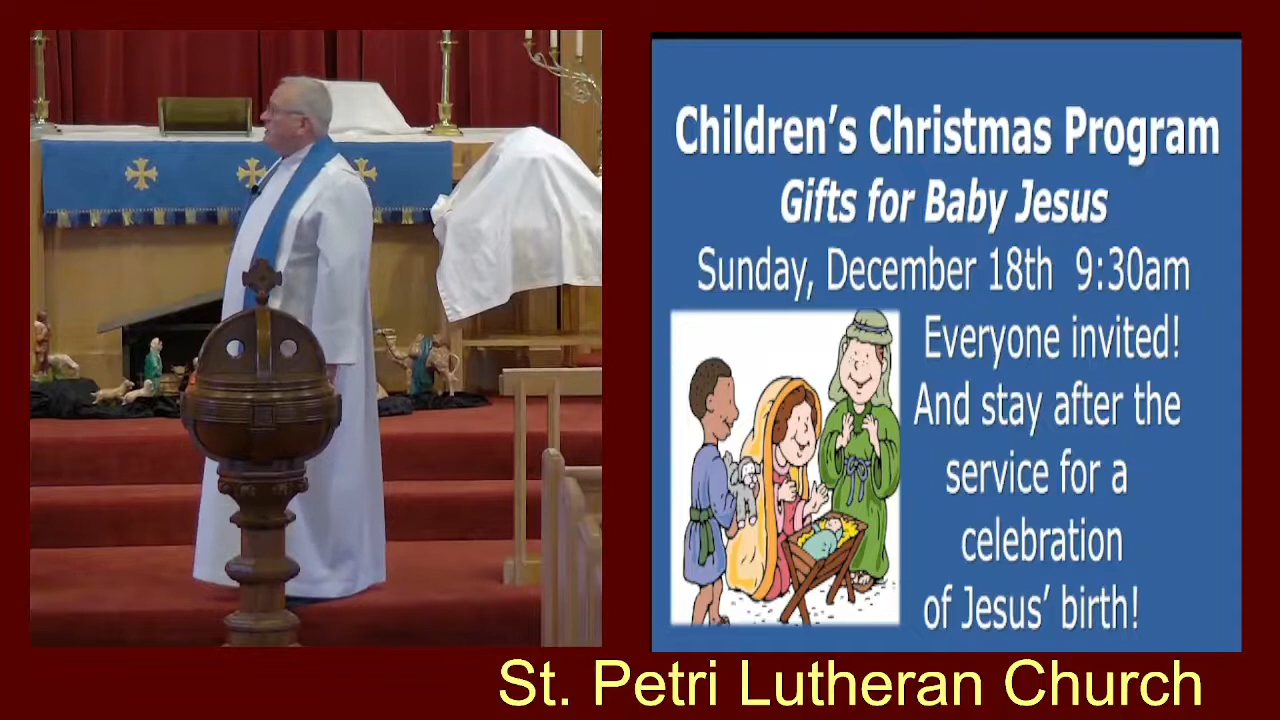 Children's Christmas Program
Gifts for Baby Jesus
Sunday, December 18th 9:30am
Everyone invited!
And stay after the
service for a
celebration
of Jesus' birth!
St. Petri Lutheran Church